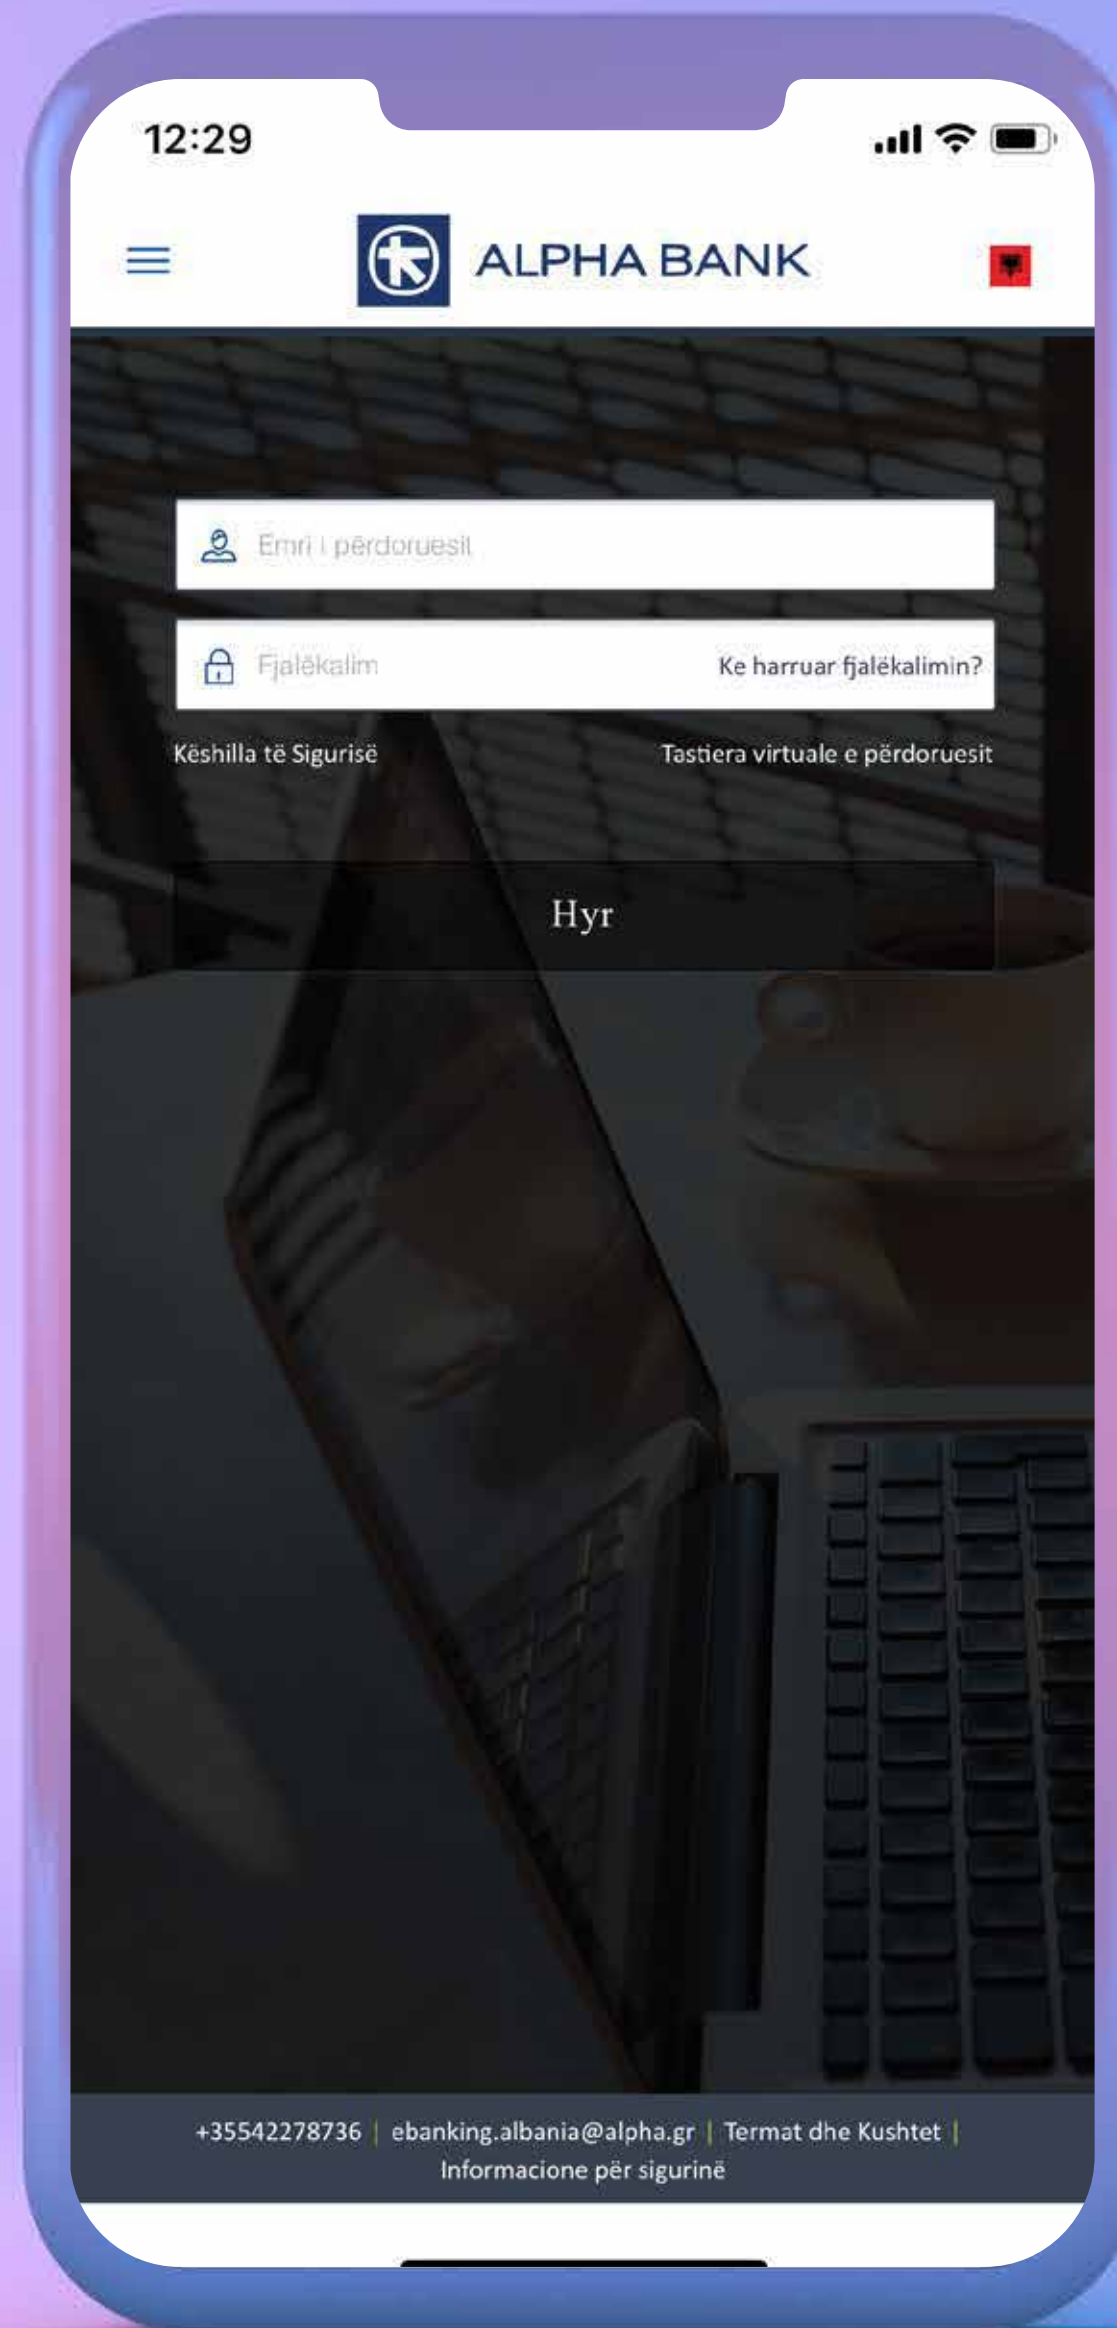 12:29
ALPHA BANK
Emri i përdoruesit
Fjalëkalim Ke harruar fjalëkalimin?
Këshilla të Sigurisë Tastiera virtuale e përdoruesit
Hyr
+35542278736 | ebanking.albania@alpha.gr | Termat dhe Kushtet |
Informacione për sigurinë